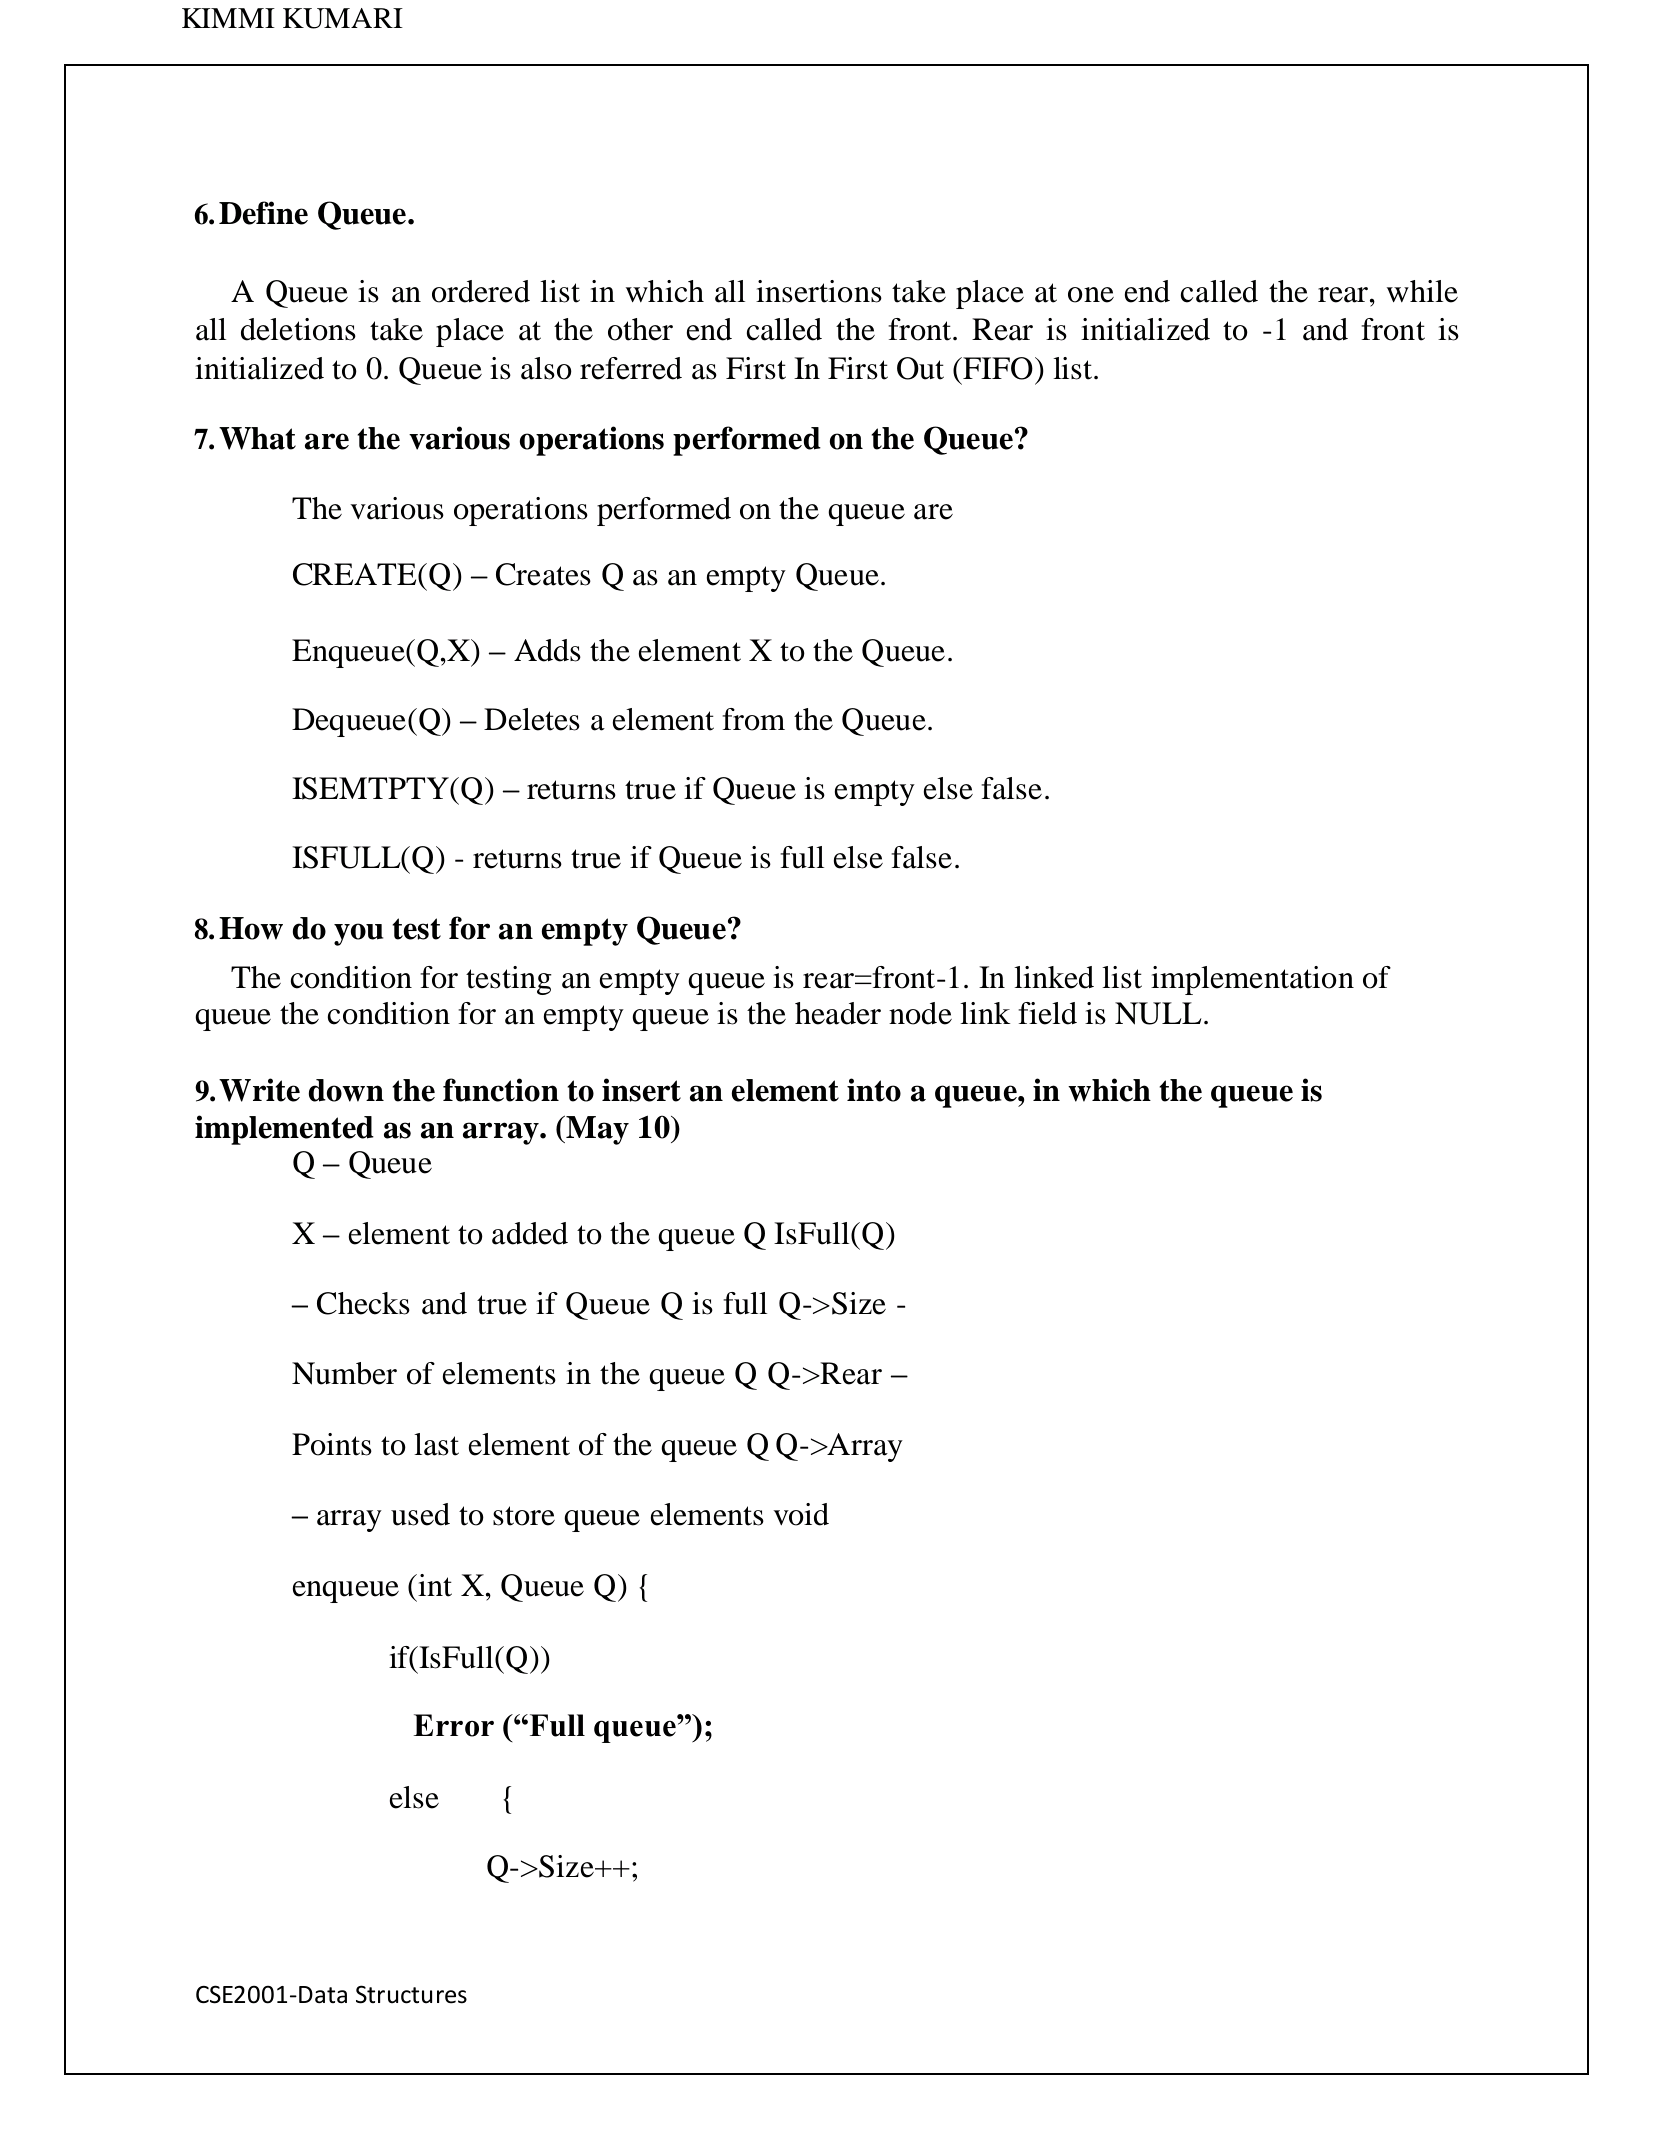 KIMMI KUMARI
6.Define Queue.
A Queue is an ordered list in which all insertions take place at one end called the rear, while
all deletions take place at the other end called the front. Rear is initialized to -1 and front is
initialized to 0. Queue is also referred as First In First Out (FIFO) list.
7.What are the various operations performed on the Queue?
The various operations performed on the queue are
CREATE(Q) – Creates Q as an empty Queue.
Enqueue(Q,X) – Adds the element X to the Queue.
Dequeue(Q) – Deletes a element from the Queue.
ISEMTPTY(Q) – returns true if Queue is empty else false.
ISFULL(Q) - returns true if Queue is full else false.
8.How do you test for an empty Queue?
The condition for testing an empty queue is rear=front-1. In linked list implementation of
queue the condition for an empty queue is the header node link field is NULL.
9.Write down the function to insert an element into a queue, in which the queue is
implemented as an array. (May 10)
Q – Queue
X – element to added to the queue Q IsFull(Q)
– Checks and true if Queue Q is full Q->Size -
Number of elements in the queue Q Q->Rear –
Points to last element of the queue Q Q->Array
– array used to store queue elements void
enqueue (int X, Queue Q) {
if(IsFull(Q))
Error (“Full queue”);
else {
Q->Size++;
CSE2001-Data Structures